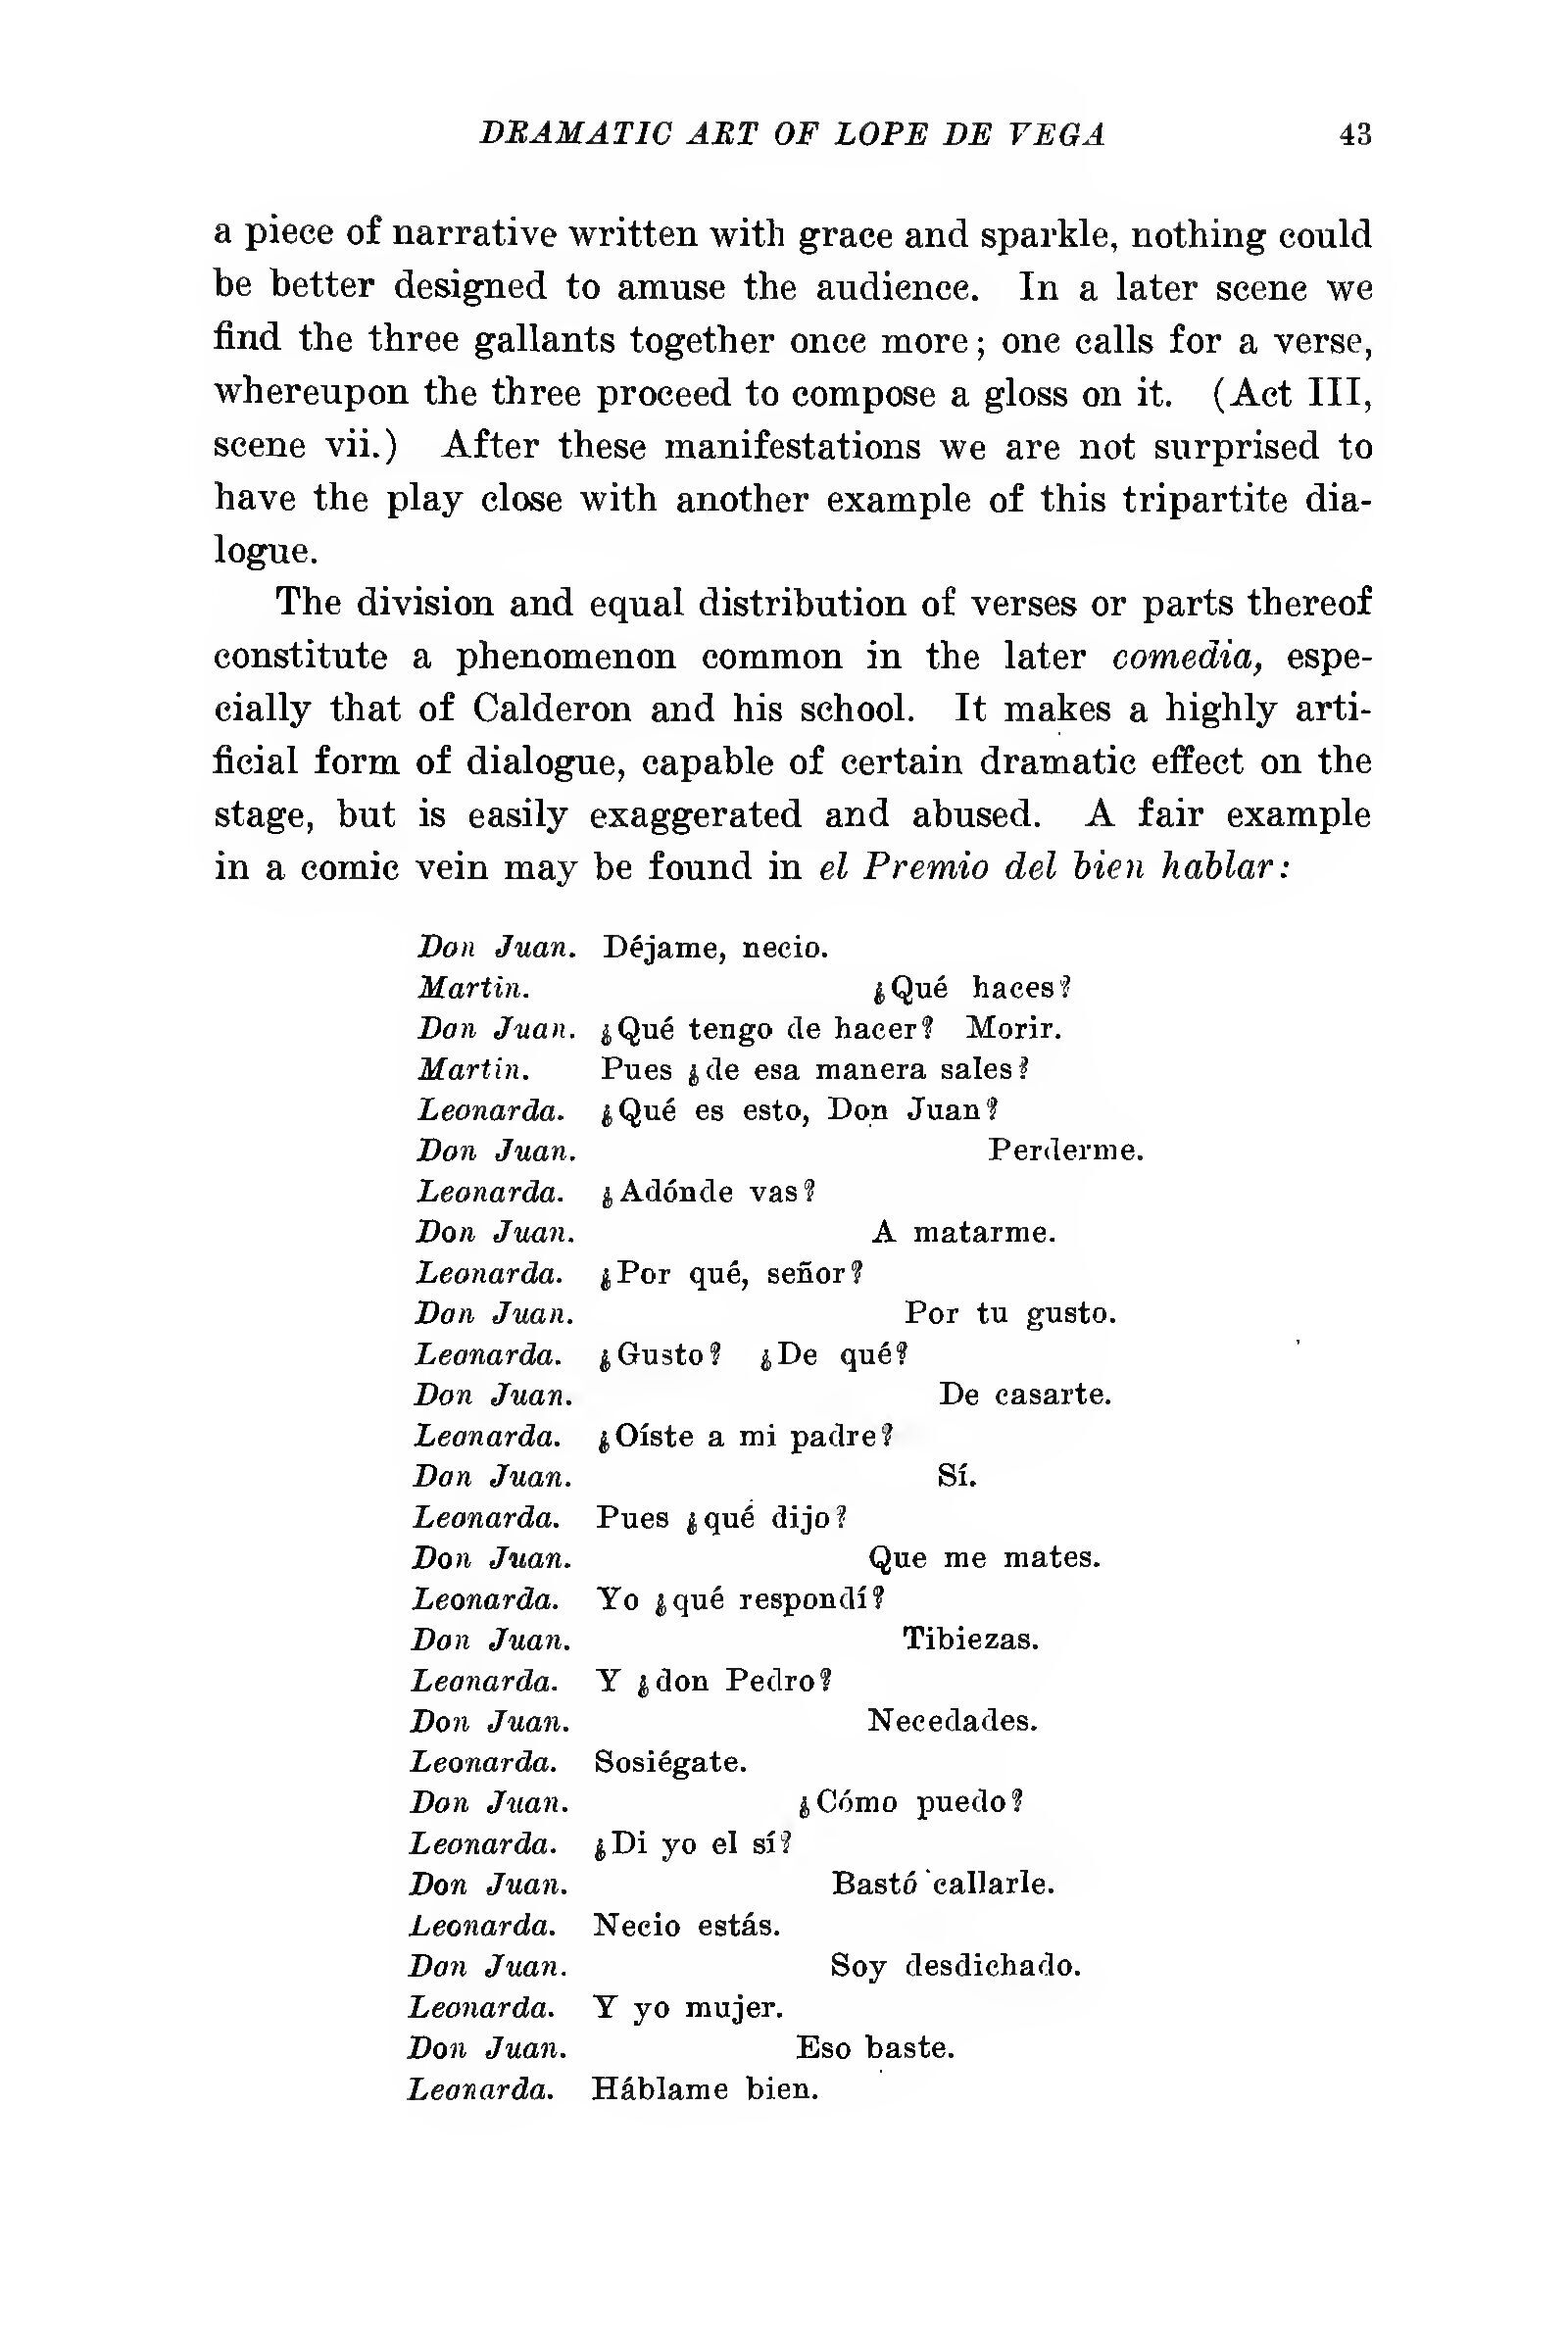 DRAMATIC ART OF LOPE DE VEGA 43
a piece of narrative written with grace and sparkle, nothing could
be better designed to amuse the audience. In a later scene we
find the three gallants together once more; one calls for a verse,
whereupon the three proceed to compose a gloss on it. (Act III,
scene vii.) After these manifestations we are not surprised to
have the play close with another example of this tripartite dia-
logue.
The division and equal distribution of verses or parts thereof
constitute a phenomenon common in the later comedia, espe-
cially that of Calderon and his school. It makes a highly arti-
ficial form of dialogue, capable of certain dramatic effect on the
stage, but is easily exaggerated and abused. A fair example
in a comic vein may be found in el Premio del bien hablar:
Don Juan. Déjame, necio.
Martin. ¿Qué haces?
Don Juan. ¿Qué tengo de hacer? Morir.
Martin. Pues ¿de esa manera sales?
Leonarda. ¿Qué es esto, Don Juan?
Don Juan. Perderme.
Leonarda. ¿Adónde vas?
Don Juan. A matarme.
Leonarda. ¿Por qué, señor?
Don Juan. Por tu gusto.
Leonarda. ¿Gusto? ¿De qué?
Don Juan. De casarte.
Leonarda. ¿Oíste a mi padre?
Don Juan. Sí.
Leonarda. Pues ¿qué dijo?
Don Juan. Que me mates.
Leonarda. Yo ¿qué respondí?
Don Juan. Tibiezas.
Leonarda. Y ¿don Pedro?
Don Juan. Necedades.
Leonarda. Sosiégate.
Don Juan. ¿Cómo puedo?
Leonarda. ¿Di yo el sí?
Don Juan. Bastó callarle.
Leonarda. Necio estás.
Don Juan. Soy desdichado.
Leonarda. Y yo mujer.
Don Juan. Eso baste.
Leonarda. Háblame bien.